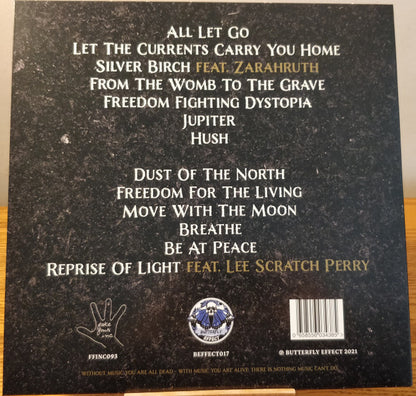 All Let Go
Let The Currents Carry You Home
Silver Birch feat. Zarahruth
From The Womb To The Grave
Freedom Fighting Dystopia
Jupiter
Hush
Dust Of The North
Freedom For The Living
Move With The Moon
Breathe
Be At Peace
Reprise Of Light feat. Lee Scratch Perry
BUTTERFLY
EFFECT
FFINC093
BEFFECT017
℗ BUTTERFLY EFFECT 2021
WITHOUT MUSIC YOU ARE ALL DEAD - WITH MUSIC YOU ARE ALIVE: THERE IS NOTHING MUSIC CAN'T DO.